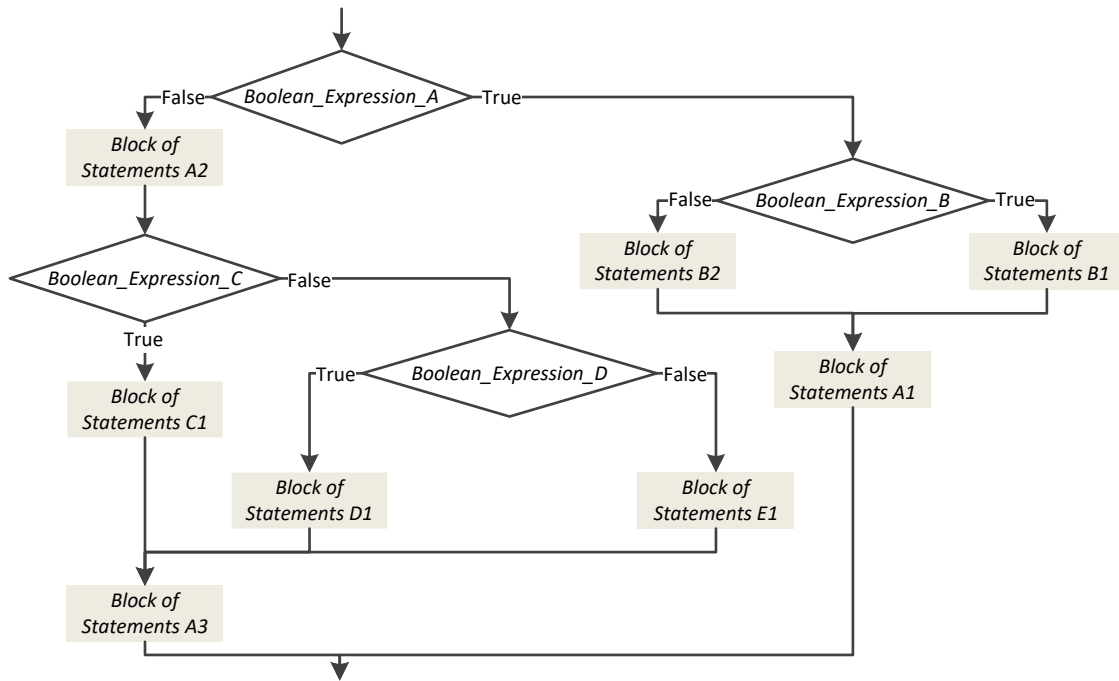 Boolean_Expression_A
False
True
Block of
Statements A2
Boolean_Expression_B
False
True
Block of
Statements B2
Block of
Statements B1
Boolean_Expression_C
False
True
Boolean_Expression_D
True
False
Block of
Statements A1
Block of
Statements C1
Block of
Statements D1
Block of
Statements E1
Block of
Statements A3